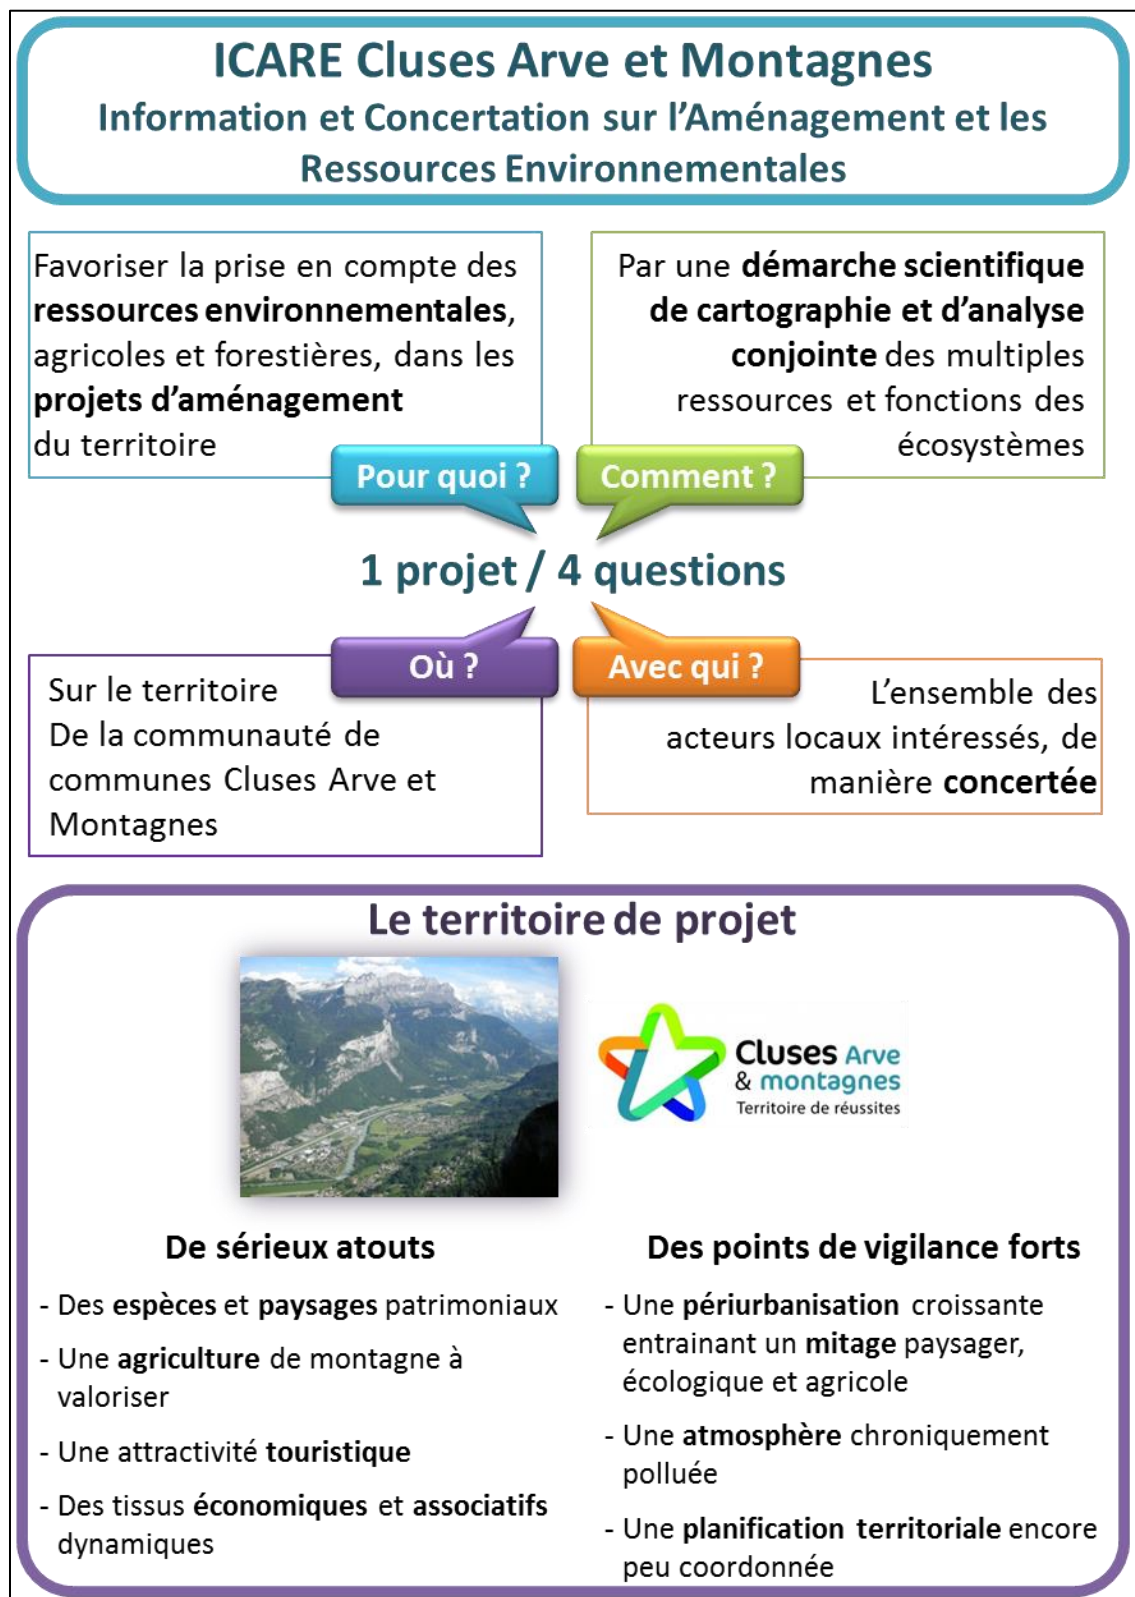 ICARE Cluses Arve et Montagnes
Information et Concertation sur l'Aménagement et les
Ressources Environnementales
Favoriser la prise en compte des
ressources environnementales,
agricoles et forestières, dans les
projets d'aménagement
du territoire
Pour quoi ?
Par une démarche scientifique
de cartographie et d'analyse
conjointe des multiples
ressources et fonctions des
écosystèmes
Comment ?
1 projet / 4 questions
Où ?
Sur le territoire
De la communauté de
communes Cluses Arve et
Montagnes
Avec qui ?
L'ensemble des
acteurs locaux intéressés, de
manière concertée
Le territoire de projet
Cluses Arve
& montagnes
Territoire de réussites
De sérieux atouts
- Des espèces et paysages patrimoniaux
- Une agriculture de montagne à
valoriser
- Une attractivité touristique
- Des tissus économiques et associatifs
dynamiques
Des points de vigilance forts
- Une périurbanisation croissante
entrainant un mitage paysager,
écologique et agricole
- Une atmosphère chroniquement
polluée
- Une planification territoriale encore
peu coordonnée